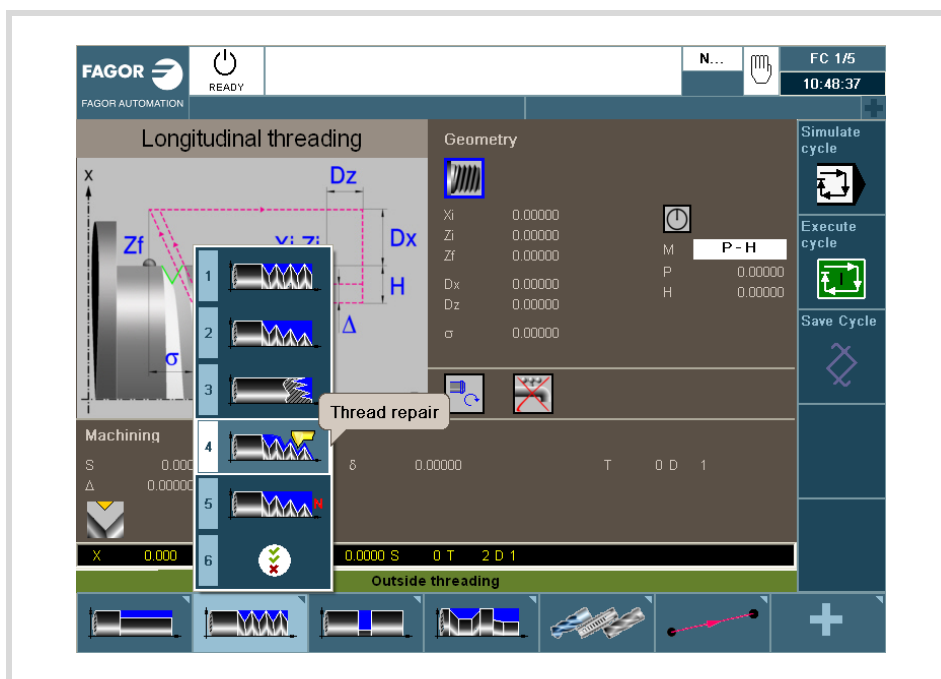 FAGOR
FAGOR AUTOMATION
READY
N...
FC 1/5
10:48:37
Longitudinal threading
X
Dz
Zf
Dx
H
Δ
σ
Geometry
Xi 0.00000
Zi 0.00000
Zf 0.00000
Dx 0.00000
Dz 0.00000
σ 0.00000
M P-H
P 0.00000
H 0.00000
Simulate cycle
Execute cycle
Save Cycle
1
2
3
4
5 N
6
Thread repair
Machining
S 0.000
Δ 0.0000
δ 0.00000
T 0 D 1
X 0.000
0.0000 S 0 T 2 D 1
Outside threading